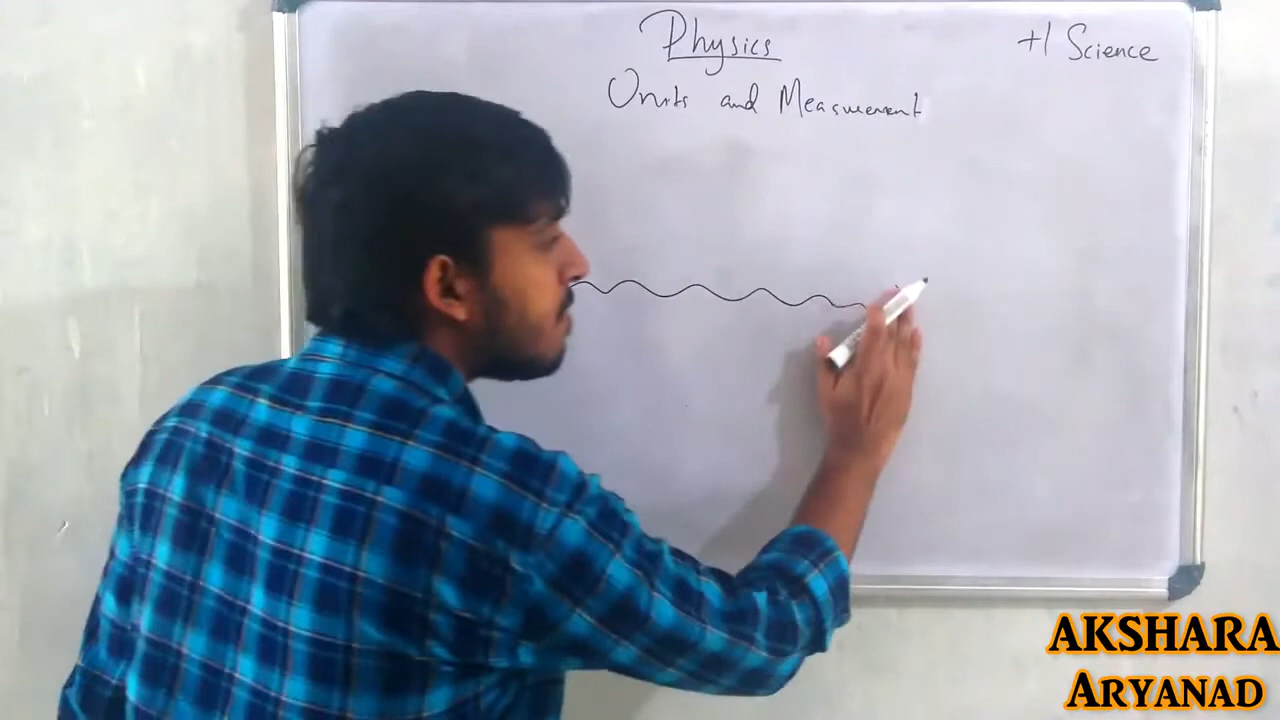 Physics
+1 Science
Units and Measurement
AKSHARA
ARYANAD